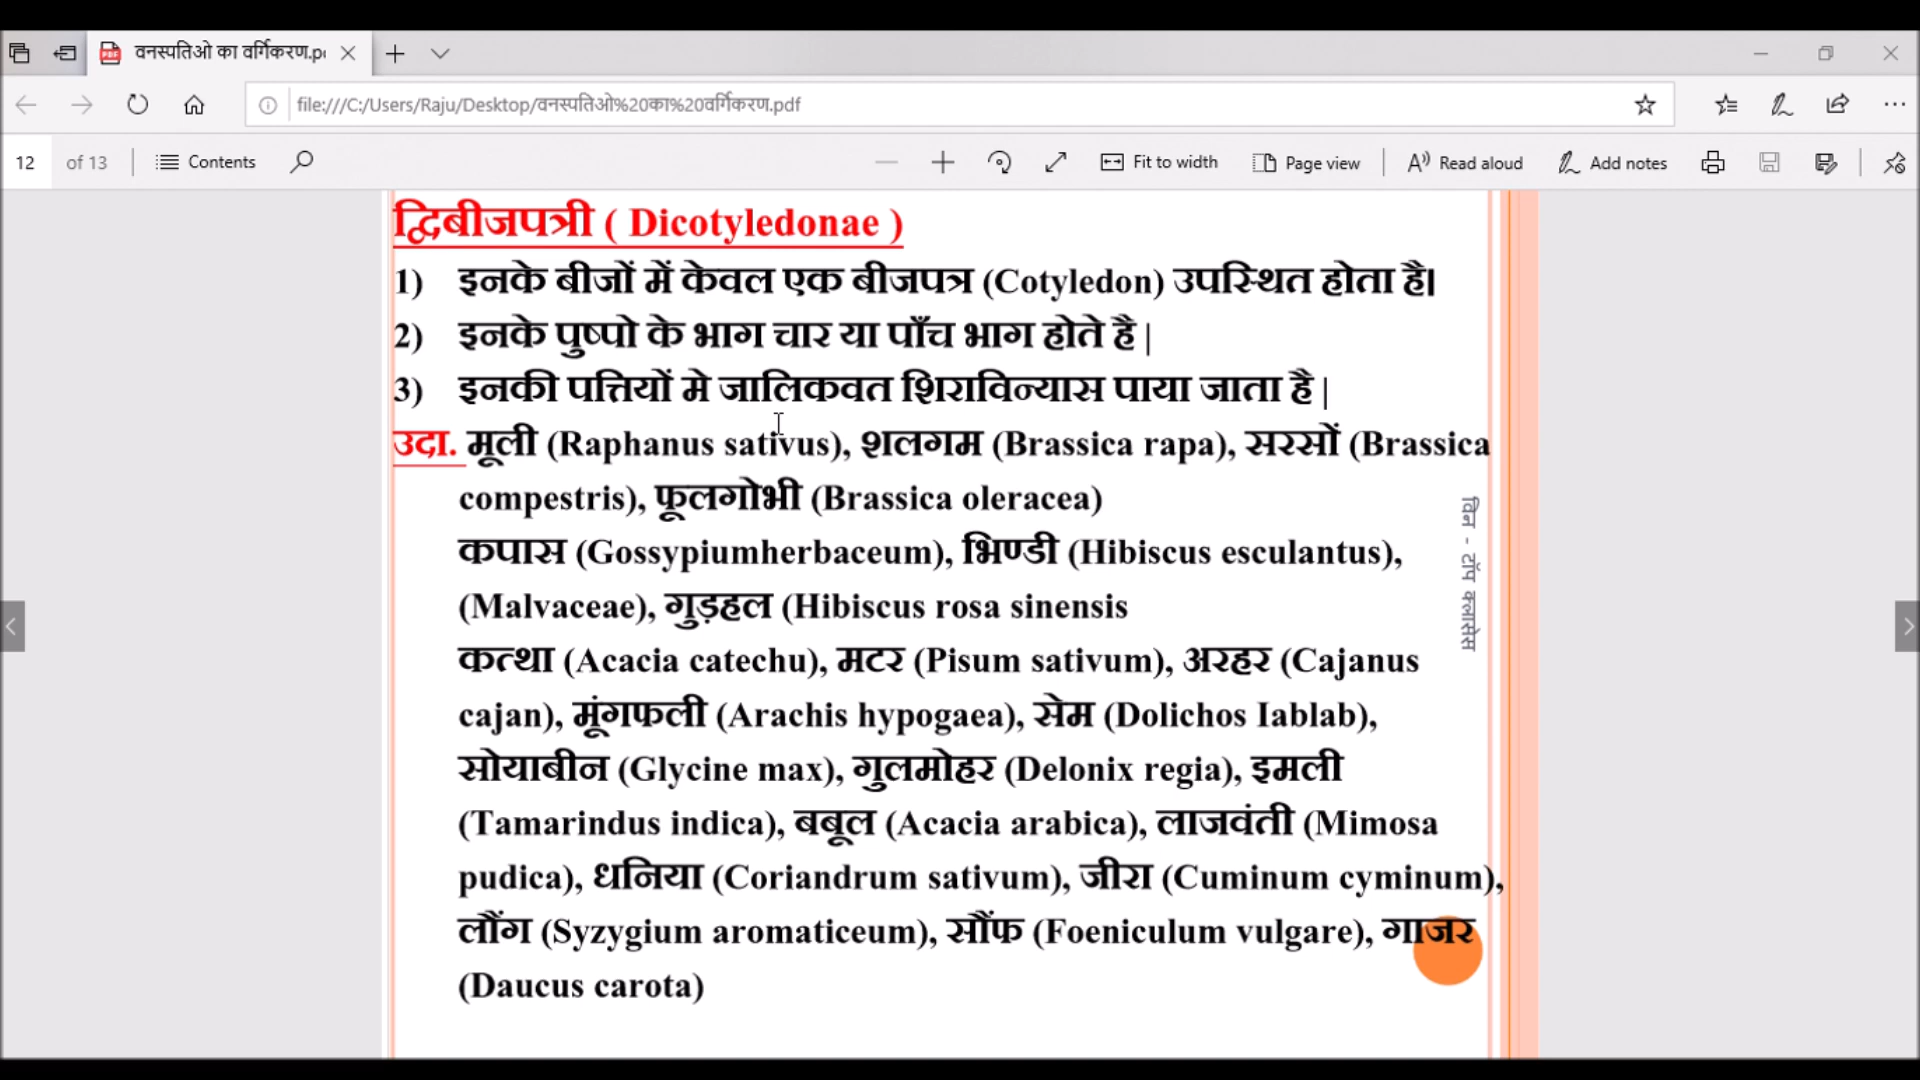 वनस्पतिओ का वर्गिकरण.p
file:///C:/Users/Raju/Desktop/वनस्पतिओ%20का%20वर्गिकरण.pdf
12 of 13 Contents Fit to width Page view Read aloud Add notes
द्विबीजपत्री ( Dicotyledonae )
1) इनके बीजों में केवल एक बीजपत्र (Cotyledon) उपस्थित होता है।
2) इनके पुष्पो के भाग चार या पाँच भाग होते है |
3) इनकी पत्तियों मे जालिकवत शिराविन्यास पाया जाता है |
उदा. मूली (Raphanus sativus), शलगम (Brassica rapa), सरसों (Brassica
compestris), फूलगोभी (Brassica oleracea)
कपास (Gossypiumherbaceum), भिण्डी (Hibiscus esculantus),
(Malvaceae), गुड़हल (Hibiscus rosa sinensis
कत्था (Acacia catechu), मटर (Pisum sativum), अरहर (Cajanus
cajan), मूंगफली (Arachis hypogaea), सेम (Dolichos Iablab),
सोयाबीन (Glycine max), गुलमोहर (Delonix regia), इमली
(Tamarindus indica), बबूल (Acacia arabica), लाजवंती (Mimosa
pudica), धनिया (Coriandrum sativum), जीरा (Cuminum cyminum),
लौंग (Syzygium aromaticeum), सौंफ (Foeniculum vulgare), गाजर
(Daucus carota)
विन - टॉप क्लासेस